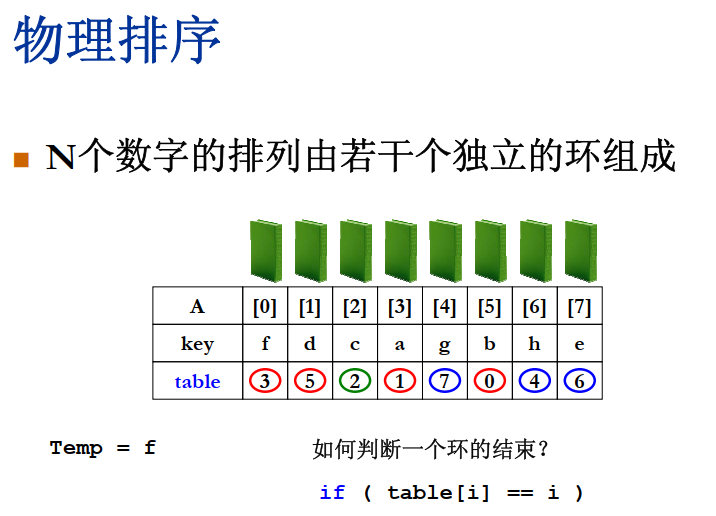 物理排序
N个数字的排列由若干个独立的环组成
A [0] [1] [2] [3] [4] [5] [6] [7]
key f d c a g b h e
table 3 5 2 1 7 0 4 6
Temp = f
如何判断一个环的结束?
if ( table[i] == i )